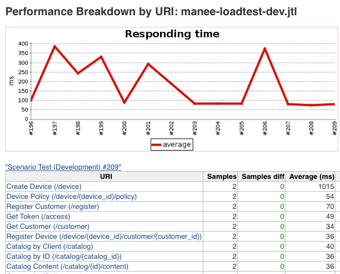 Performance Breakdown by URI: manee-loadtest-dev.jtl
Responding time
ms
400
350
300
250
200
150
100
50
0
#196
#197
#198
#199
#200
#201
#202
#203
#204
#205
#206
#207
#208
#209
average
"Scenario Test (Development) #209"
URI Samples Samples diff Average (ms)
Create Device (/device) 2 0 1015
Device Policy (/device/{device_id}/policy) 2 0 54
Register Customer (/register) 2 0 70
Get Token (/access) 2 0 49
Get Customer (/customer) 2 0 34
Register Device (/device/{device_id}/customer/{customer_id}) 2 0 36
Catalog by Client (/catalog) 2 0 40
Catalog by ID (/catalog/{catalog_id}) 2 0 36
Catalog Content (/catalog/{id}/content) 2 0 36